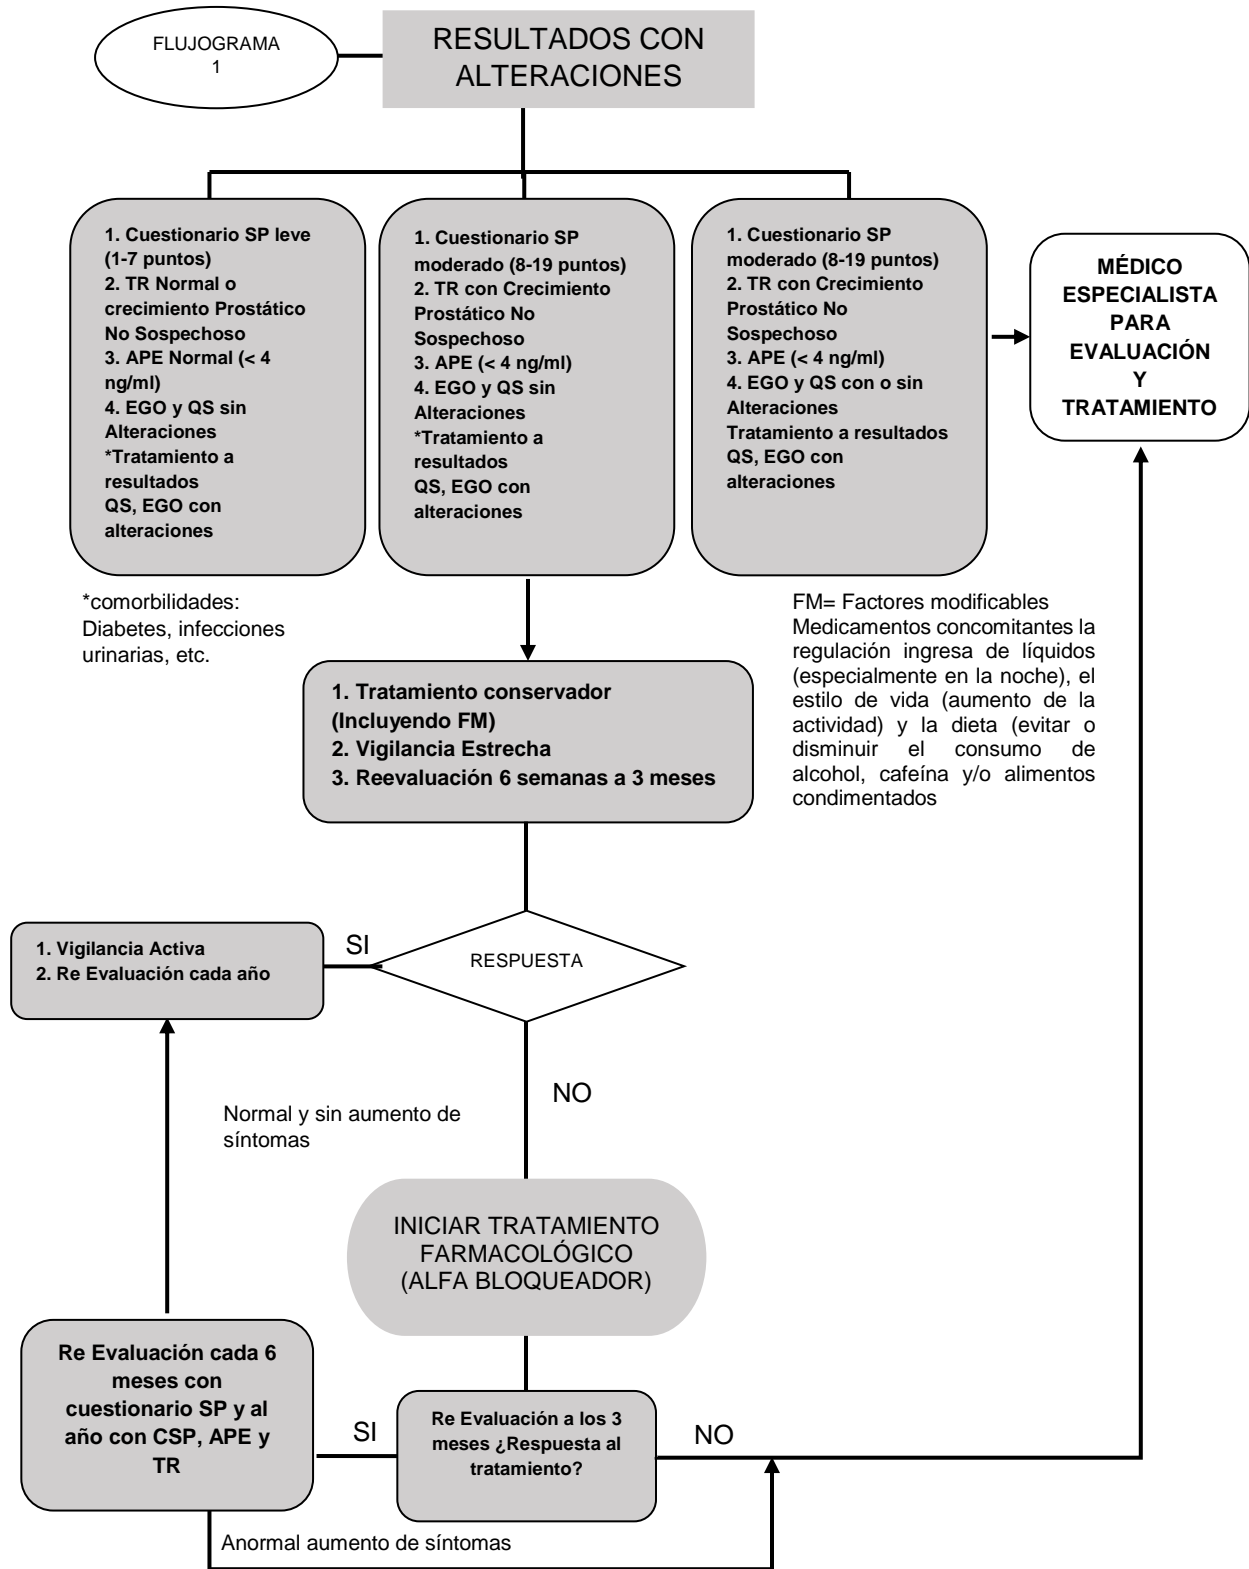 FLUJOGRAMA
1
RESULTADOS CON
ALTERACIONES
1. Cuestionario SP leve
(1-7 puntos)
2. TR Normal o
crecimiento Prostático
No Sospechoso
3. APE Normal (< 4
ng/ml)
4. EGO y QS sin
Alteraciones
*Tratamiento a
resultados
QS, EGO con
alteraciones
1. Cuestionario SP
moderado (8-19 puntos)
2. TR con Crecimiento
Prostático No
Sospechoso
3. APE (< 4 ng/ml)
4. EGO y QS sin
Alteraciones
*Tratamiento a
resultados
QS, EGO con
alteraciones
1. Cuestionario SP
moderado (8-19 puntos)
2. TR con Crecimiento
Prostático No
Sospechoso
3. APE (< 4 ng/ml)
4. EGO y QS con o sin
Alteraciones
Tratamiento a resultados
QS, EGO con
alteraciones
MÉDICO
ESPECIALISTA
PARA
EVALUACIÓN
Y
TRATAMIENTO
*comorbilidades:
Diabetes, infecciones
urinarias, etc.
FM= Factores modificables
Medicamentos concomitantes la
regulación ingresa de líquidos
(especialmente en la noche), el
estilo de vida (aumento de la
actividad) y la dieta (evitar o
disminuir el consumo de
alcohol, cafeína y/o alimentos
condimentados
1. Tratamiento conservador
(Incluyendo FM)
2. Vigilancia Estrecha
3. Reevaluación 6 semanas a 3 meses
1. Vigilancia Activa
2. Re Evaluación cada año
SI
RESPUESTA
NO
Normal y sin aumento de
síntomas
INICIAR TRATAMIENTO
FARMACOLÓGICO
(ALFA BLOQUEADOR)
Re Evaluación cada 6
meses con
cuestionario SP y al
año con CSP, APE y
TR
SI
Re Evaluación a los 3
meses ¿Respuesta al
tratamiento?
NO
Anormal aumento de síntomas